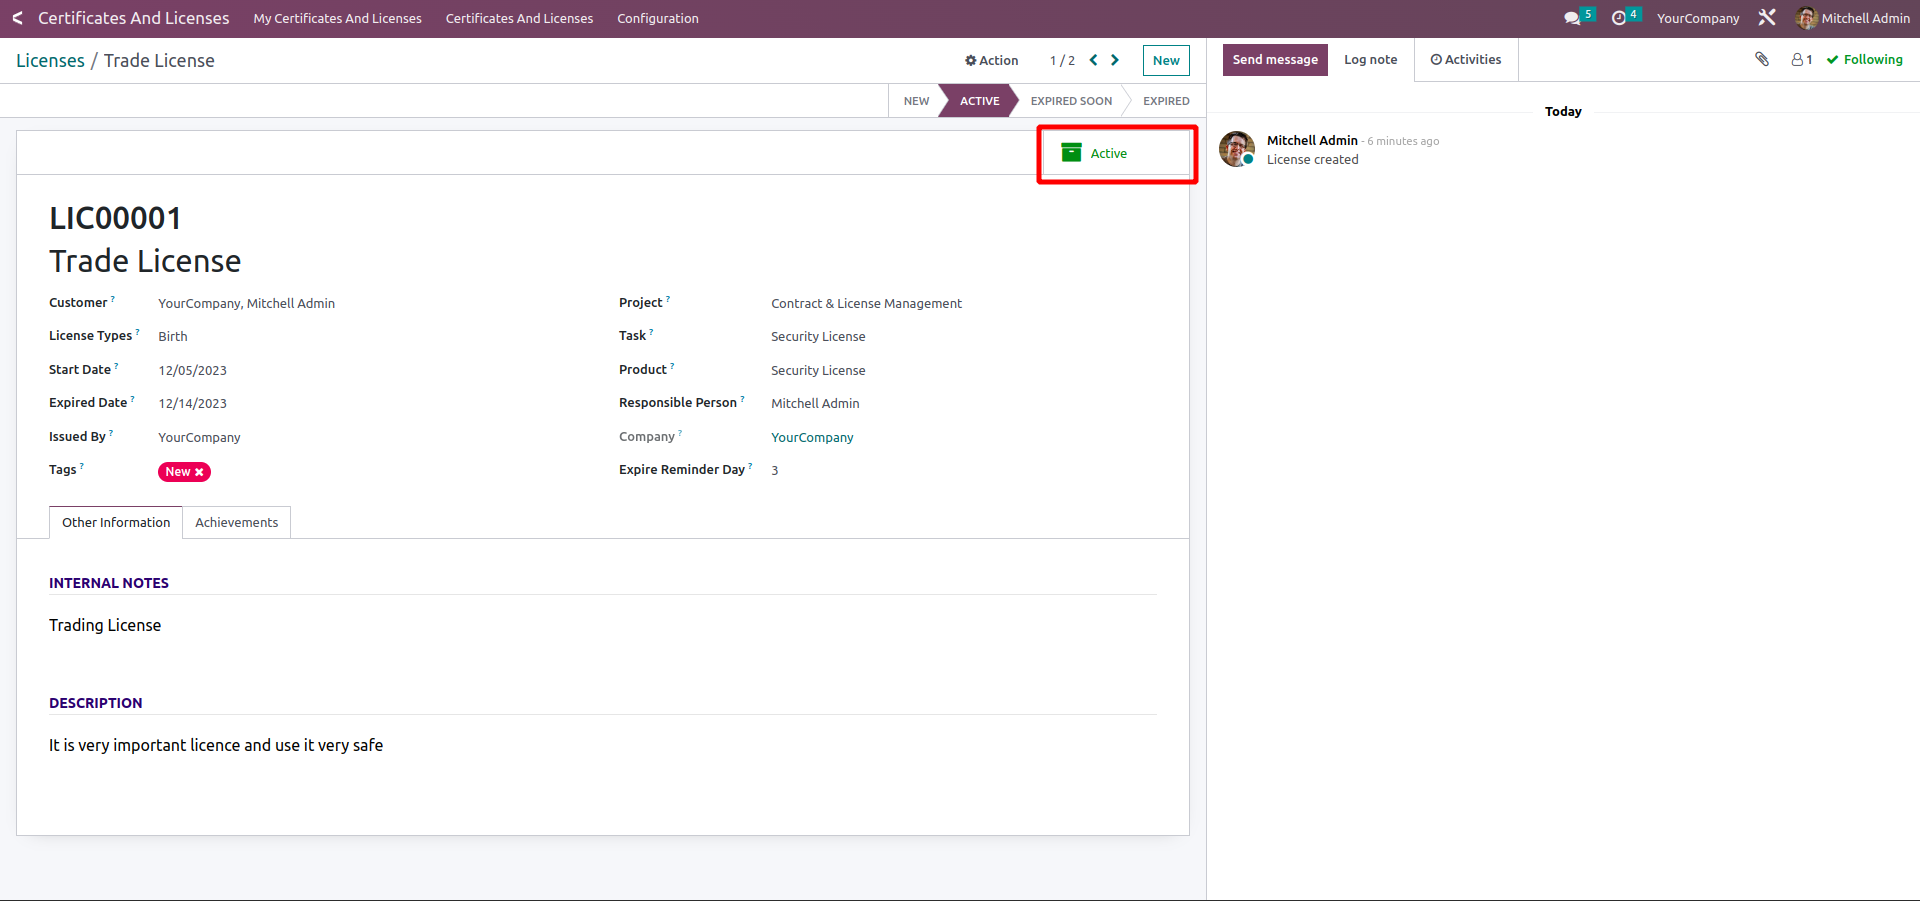 Certificates And Licenses My Certificates And Licenses Certificates And Licenses Configuration 5 4 YourCompany Mitchell Admin
Licenses / Trade License Action 1 / 2 New
NEW ACTIVE EXPIRED SOON EXPIRED
Active
LIC00001
Trade License
Customer ? YourCompany, Mitchell Admin Project ? Contract & License Management
License Types ? Birth Task ? Security License
Start Date ? 12/05/2023 Product ? Security License
Expired Date ? 12/14/2023 Responsible Person ? Mitchell Admin
Issued By ? YourCompany Company ? YourCompany
Tags ? New Expire Reminder Day ? 3
Other Information Achievements
INTERNAL NOTES
Trading License
DESCRIPTION
It is very important licence and use it very safe
Send message Log note Activities 1 Following
Today
Mitchell Admin - 6 minutes ago
License created